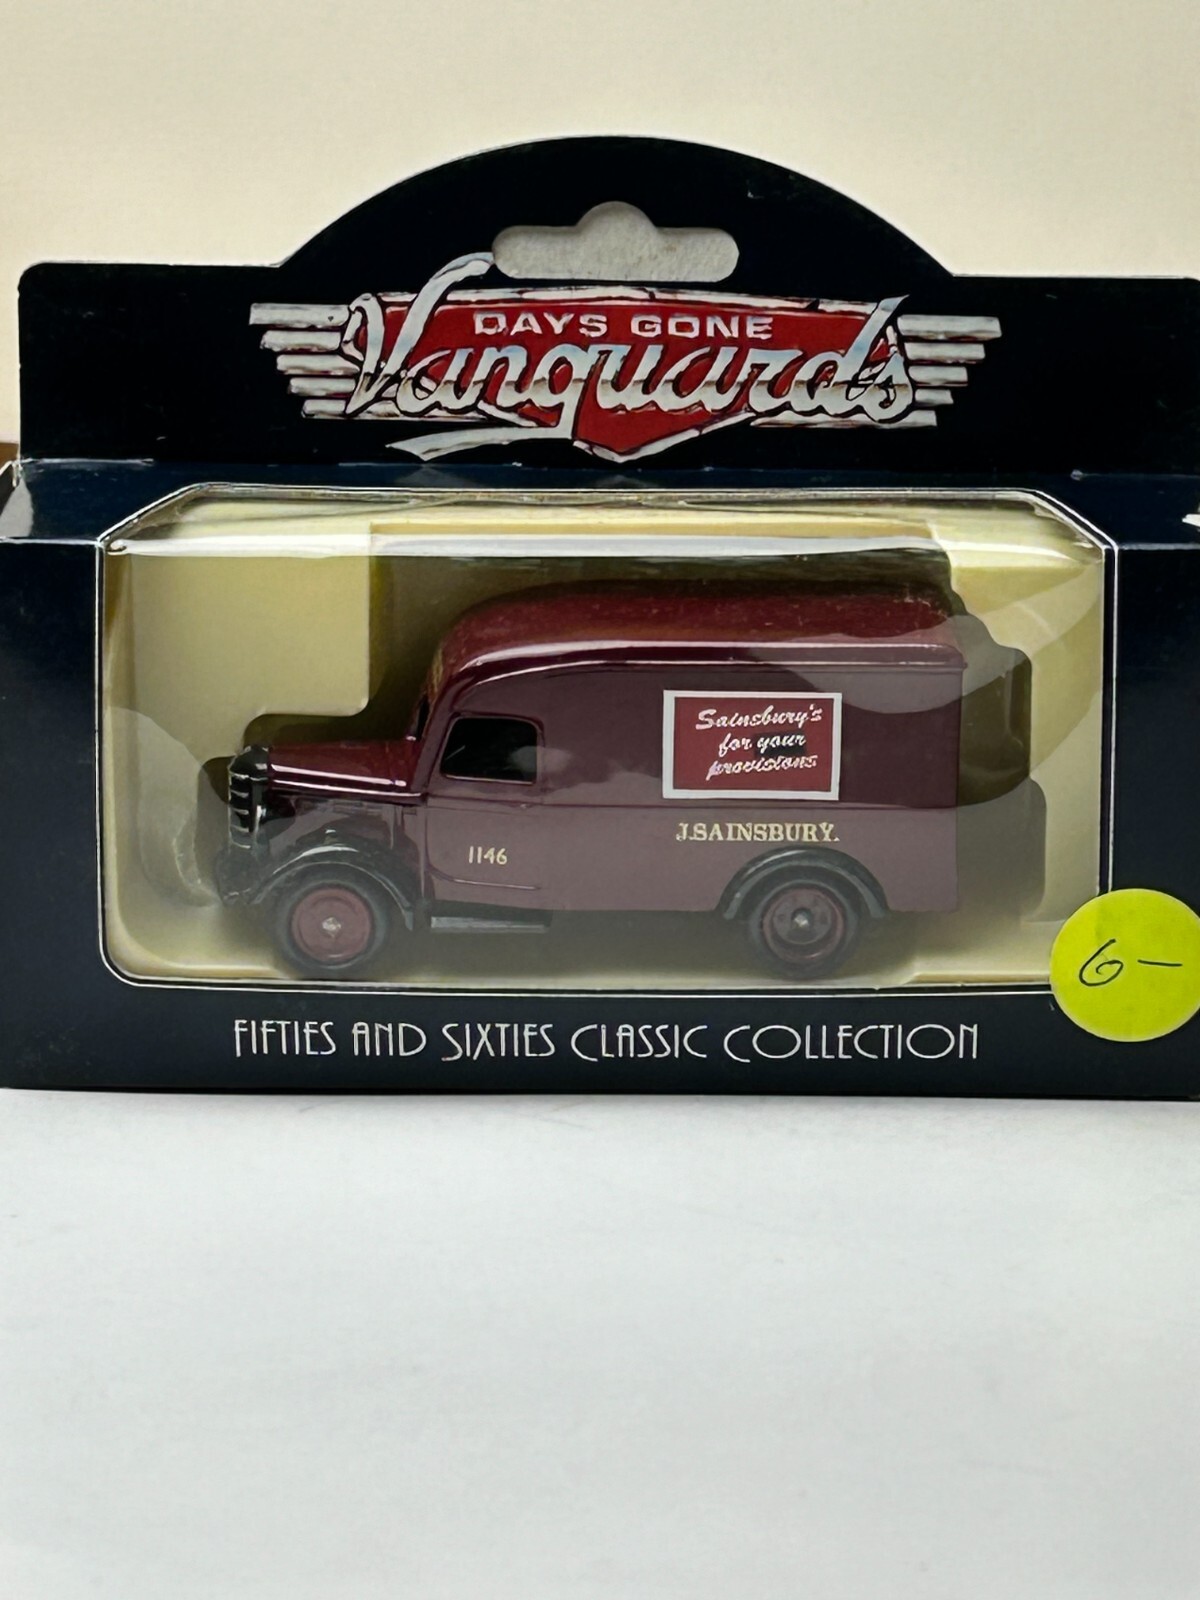 DAYS GONE
Vanguards
Sainsbury's
for your
provisions
J.SAINSBURY.
1146
6-
FIFTIES AND SIXTIES CLASSIC COLLECTION